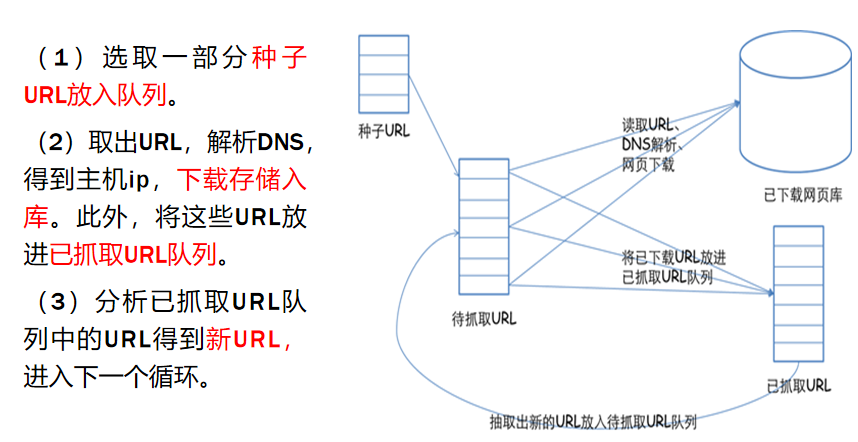 （1）选取一部分种子
URL放入队列。
（2）取出URL，解析DNS，
得到主机ip，下载存储入
库。此外，将这些URL放
进已抓取URL队列。
（3）分析已抓取URL队
列中的URL得到新URL，
进入下一个循环。
种子URL
读取URL、
DNS解析、
网页下载
已下载网页库
将已下载URL放进
已抓取URL队列
待抓取URL
已抓取URL
抽取出新的URL放入待抓取URL队列